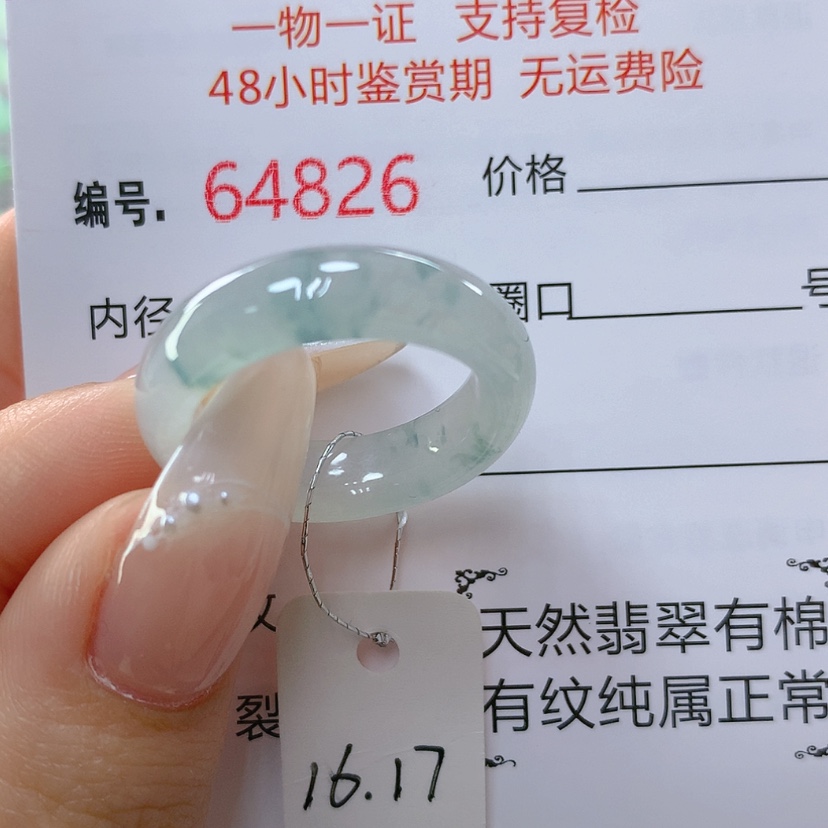 一物一证 支持复检
48小时鉴赏期 无运费险
编号. 64826 价格
内径 圈口 号
天然翡翠有棉
裂 有纹纯属正常
16.17